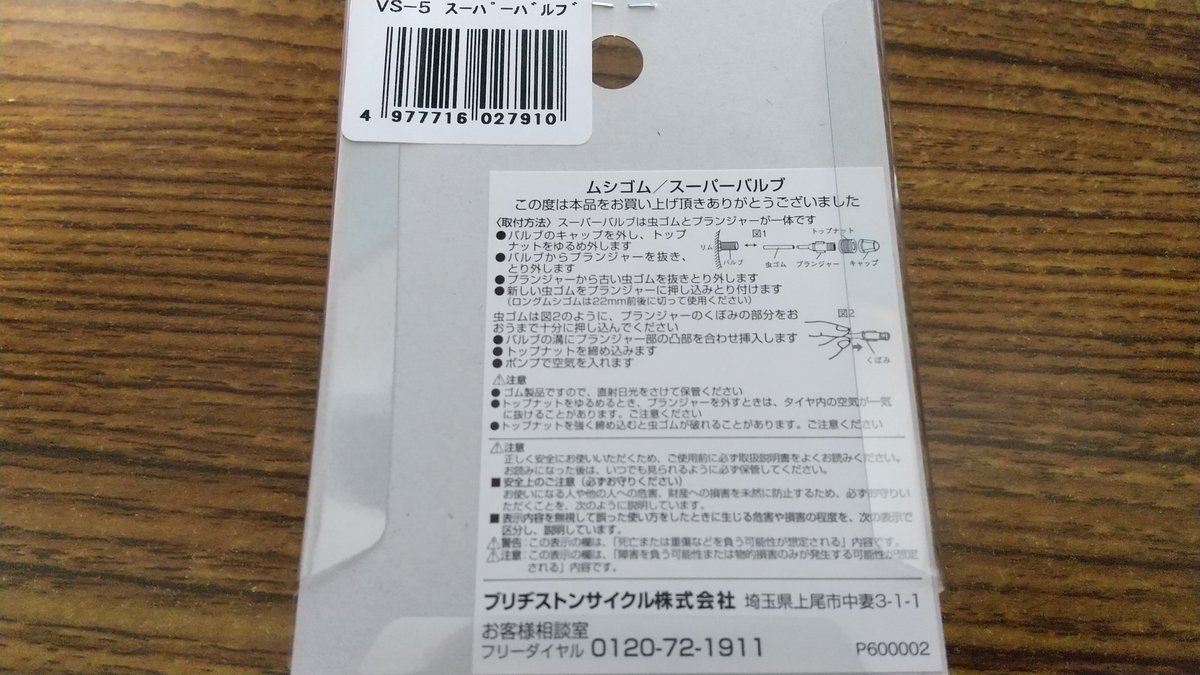 VS-5 スーパーバルブ
4 977716 027910
ムシゴム/スーパーバルブ
この度は本品をお買い上げ頂きありがとうございました
〈取付方法〉スーパーバルブは虫ゴムとプランジャーが一体です
●バルブのキャップを外し、トップ
ナットをゆるめ外します
●バルブからプランジャーを抜き、
とり外します
●プランジャーから古い虫ゴムを抜きとり外します
●新しい虫ゴムをプランジャーに押し込みとり付けます
(ロングムシゴムは22mm前後に切って使用ください)
図1
トップナット
リム
バルブ
虫ゴム
プランジャー
キャップ
虫ゴムは図2のように、プランジャーのくぼみの部分をお
おうまで十分に押し込んでください
●バルブの溝にプランジャー部の凸部を合わせ挿入します
●トップナットを締め込みます
●ポンプで空気を入れます
図2
くぼみ
⚠注意
●ゴム製品ですので、直射日光をさけて保管ください
●トップナットをゆるめるとき、プランジャーを外すときは、タイヤ内の空気が一気
に抜けることがあります。ご注意ください
●トップナットを強く締め込むと虫ゴムが破れることがあります。ご注意ください
⚠注意
正しく安全にお使いいただくため、ご使用前に必ず取扱説明書をよくお読みください。
お読みになった後は、いつでも見られるように必ず保管してください。
■安全上のご注意(必ずお守りください)
お使いになる人や他の人への危害、財産への損害を未然に防止するため、必ずお守りい
ただくことを、次のように説明しています。
■表示内容を無視して誤った使い方をしたときに生じる危害や損害の程度を、次の表示で
区分し、説明しています。
⚠警告:この表示の欄は、「死亡または重傷などを負う可能性が想定される」内容です。
⚠注意:この表示の欄は、「障害を負う可能性または物的損害のみが発生する可能性が想定
される」内容です。
ブリヂストンサイクル株式会社 埼玉県上尾市中妻3-1-1
お客様相談室
フリーダイヤル 0120-72-1911
P600002